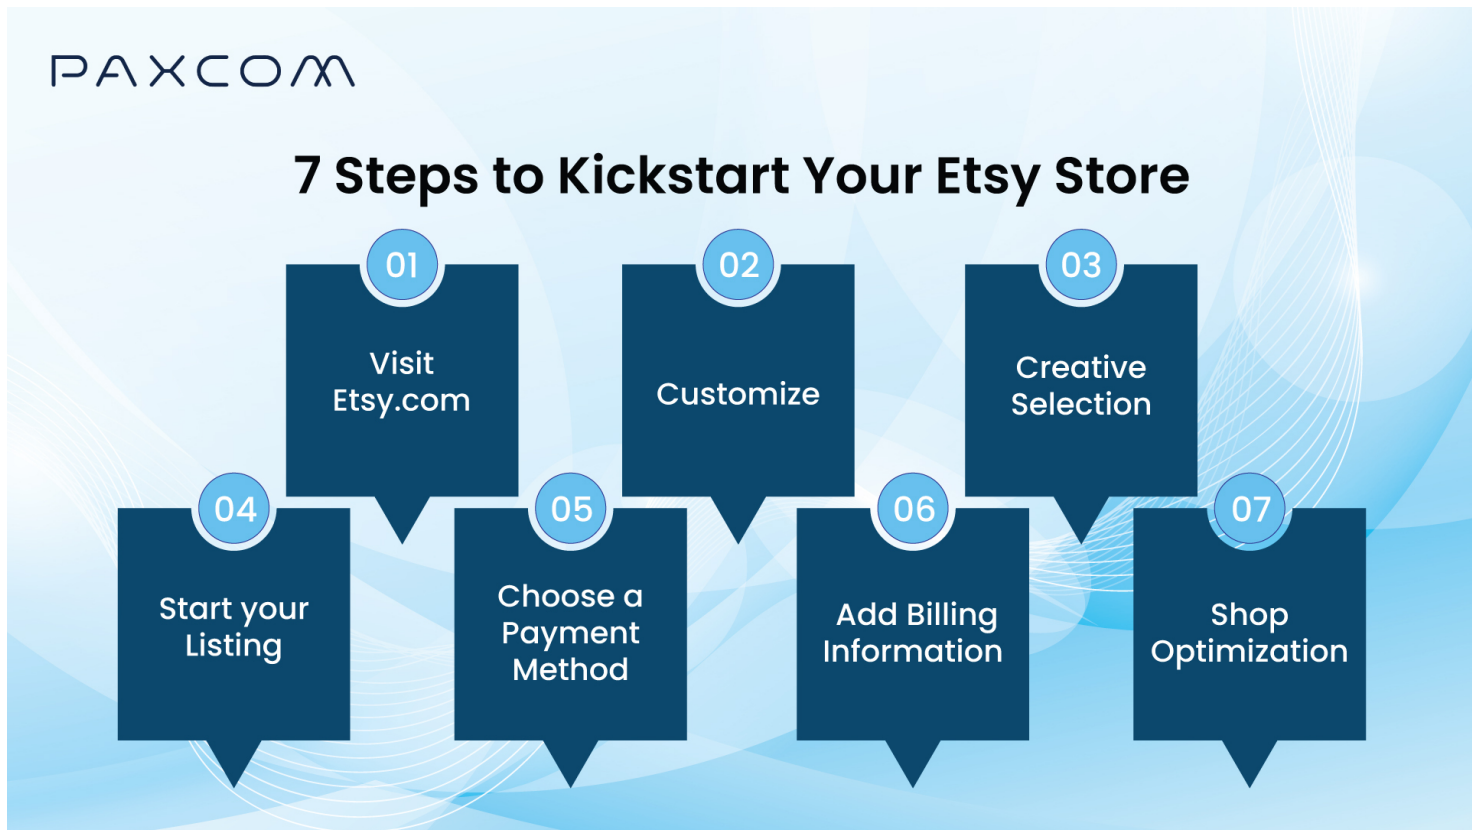 PAXCOM
7 Steps to Kickstart Your Etsy Store
01
Visit
Etsy.com
02
Customize
03
Creative
Selection
04
Start your
Listing
05
Choose a
Payment
Method
06
Add Billing
Information
07
Shop
Optimization